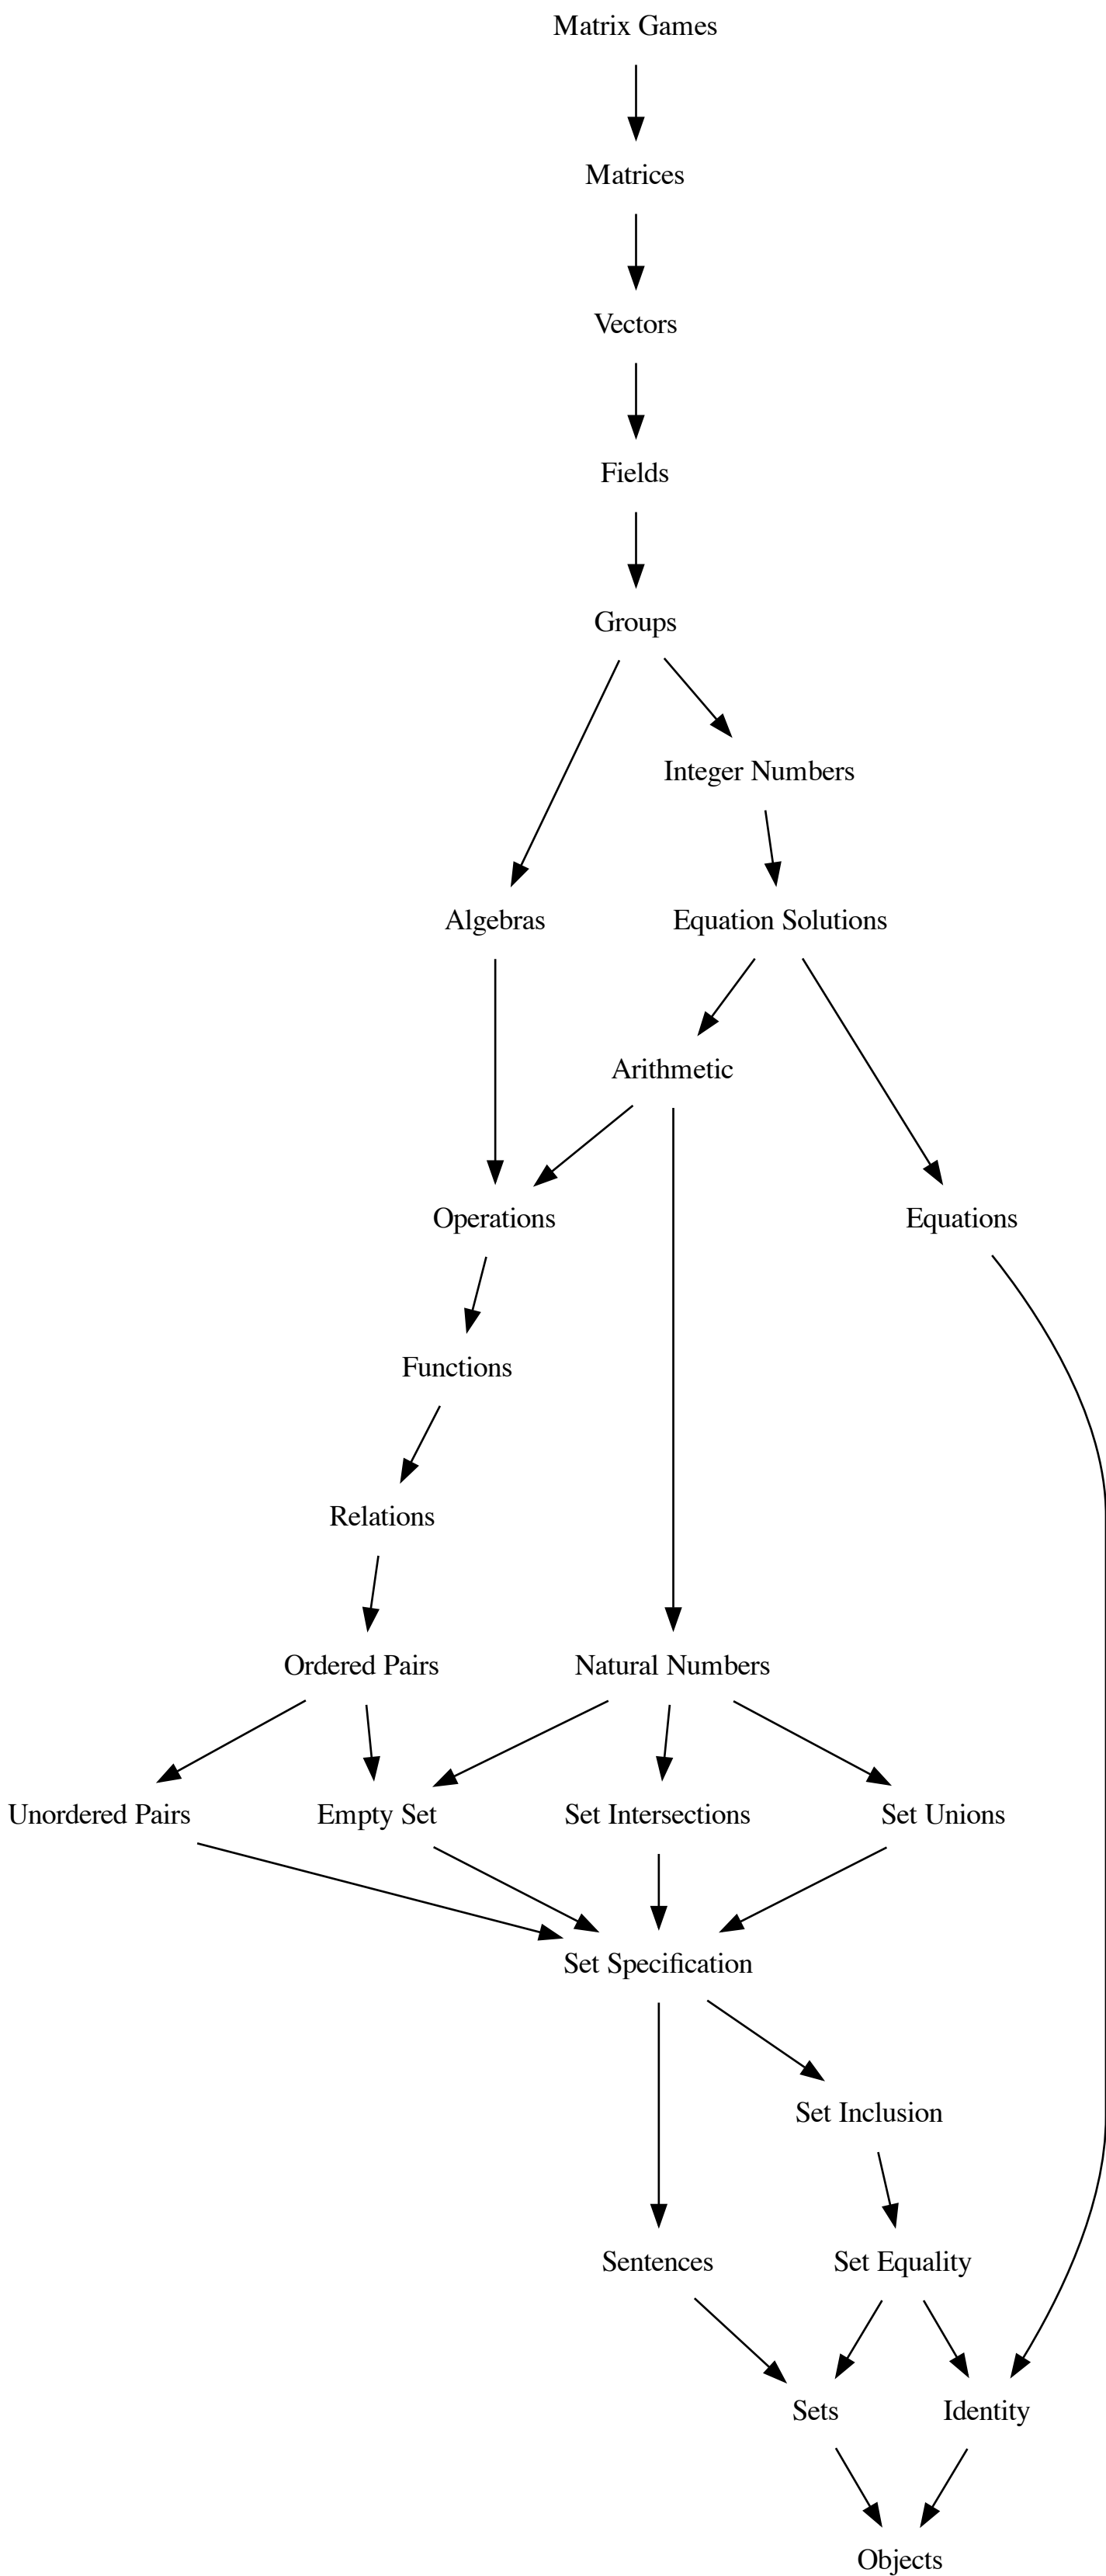 Matrix Games
Matrices
Vectors
Fields
Groups
Integer Numbers
Algebras
Equation Solutions
Arithmetic
Operations
Equations
Functions
Relations
Ordered Pairs
Natural Numbers
Unordered Pairs
Empty Set
Set Intersections
Set Unions
Set Specification
Set Inclusion
Sentences
Set Equality
Sets
Identity
Objects